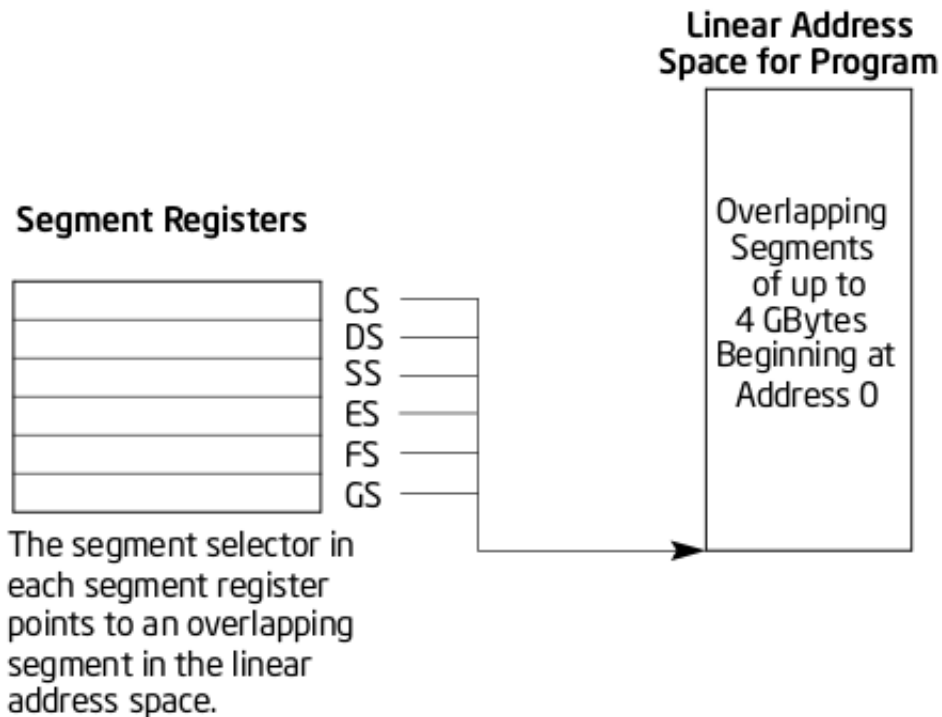 Linear Address
Space for Program
Segment Registers
Overlapping
Segments
of up to
4 GBytes
Beginning at
Address 0
CS
DS
SS
ES
FS
GS
The segment selector in
each segment register
points to an overlapping
segment in the linear
address space.